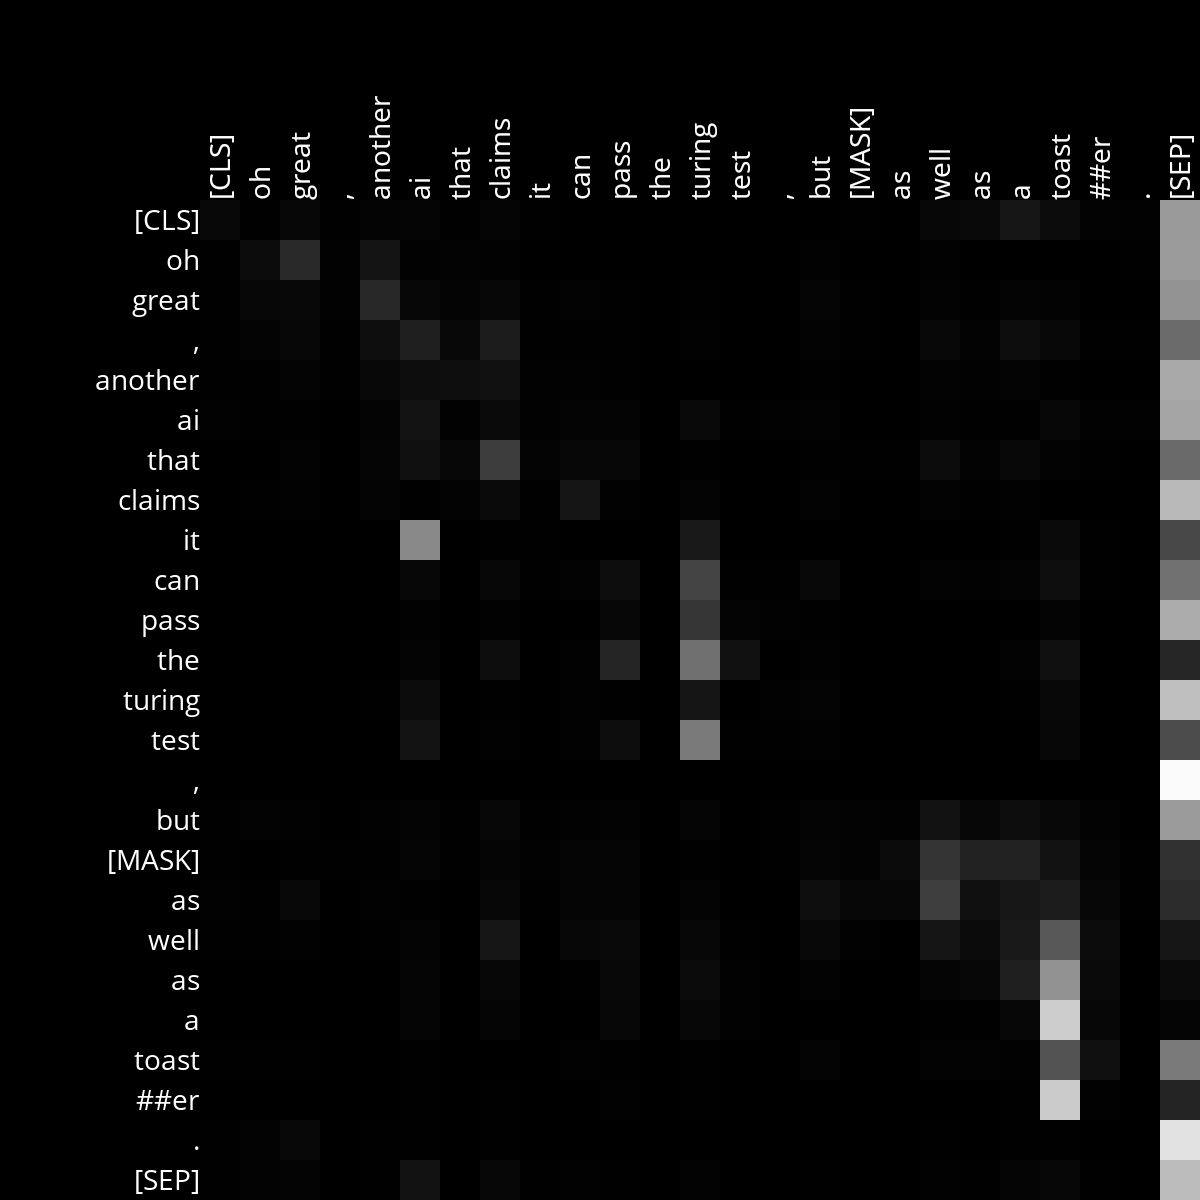 [CLS] oh great , another ai that claims it can pass the turing test , but [MASK] as well as a toast ##er . [SEP]
[CLS]
oh
great
,
another
ai
that
claims
it
can
pass
the
turing
test
,
but
[MASK]
as
well
as
a
toast
##er
.
[SEP]